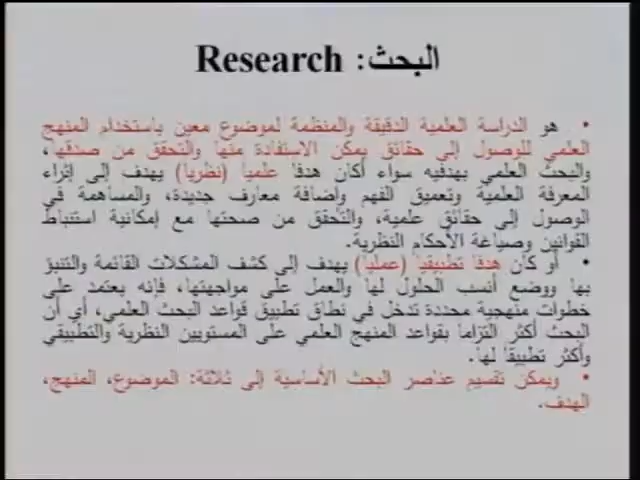 البحث: Research
• هو الدراسة العلمية الدقيقة والمنظمة لموضوع معين باستخدام المنهج
العلمي للوصول إلى حقائق يمكن الاستفادة منها والتحقق من صدقها،
والبحث العلمي بهدفيه سواء أكان هدفا علميا (نظريا) يهدف إلى إثراء
المعرفة العلمية وتعميق الفهم وإضافة معارف جديدة، والمساهمة في
الوصول إلى حقائق علمية، والتحقق من صحتها مع إمكانية استنباط
القوانين وصياغة الأحكام النظرية.
• أو كان هدفا تطبيقيا (عمليا) يهدف إلى كشف المشكلات القائمة والتنبؤ
بها ووضع أنسب الحلول لها والعمل على مواجهتها، فإنه يعتمد على
خطوات منهجية محددة تدخل في نطاق تطبيق قواعد البحث العلمي، أي أن
البحث أكثر التزاما بقواعد المنهج العلمي على المستويين النظرية والتطبيقي
وأكثر تطبيقا لها.
• ويمكن تقسيم عناصر البحث الأساسية إلى ثلاثة: الموضوع، المنهج،
الهدف.